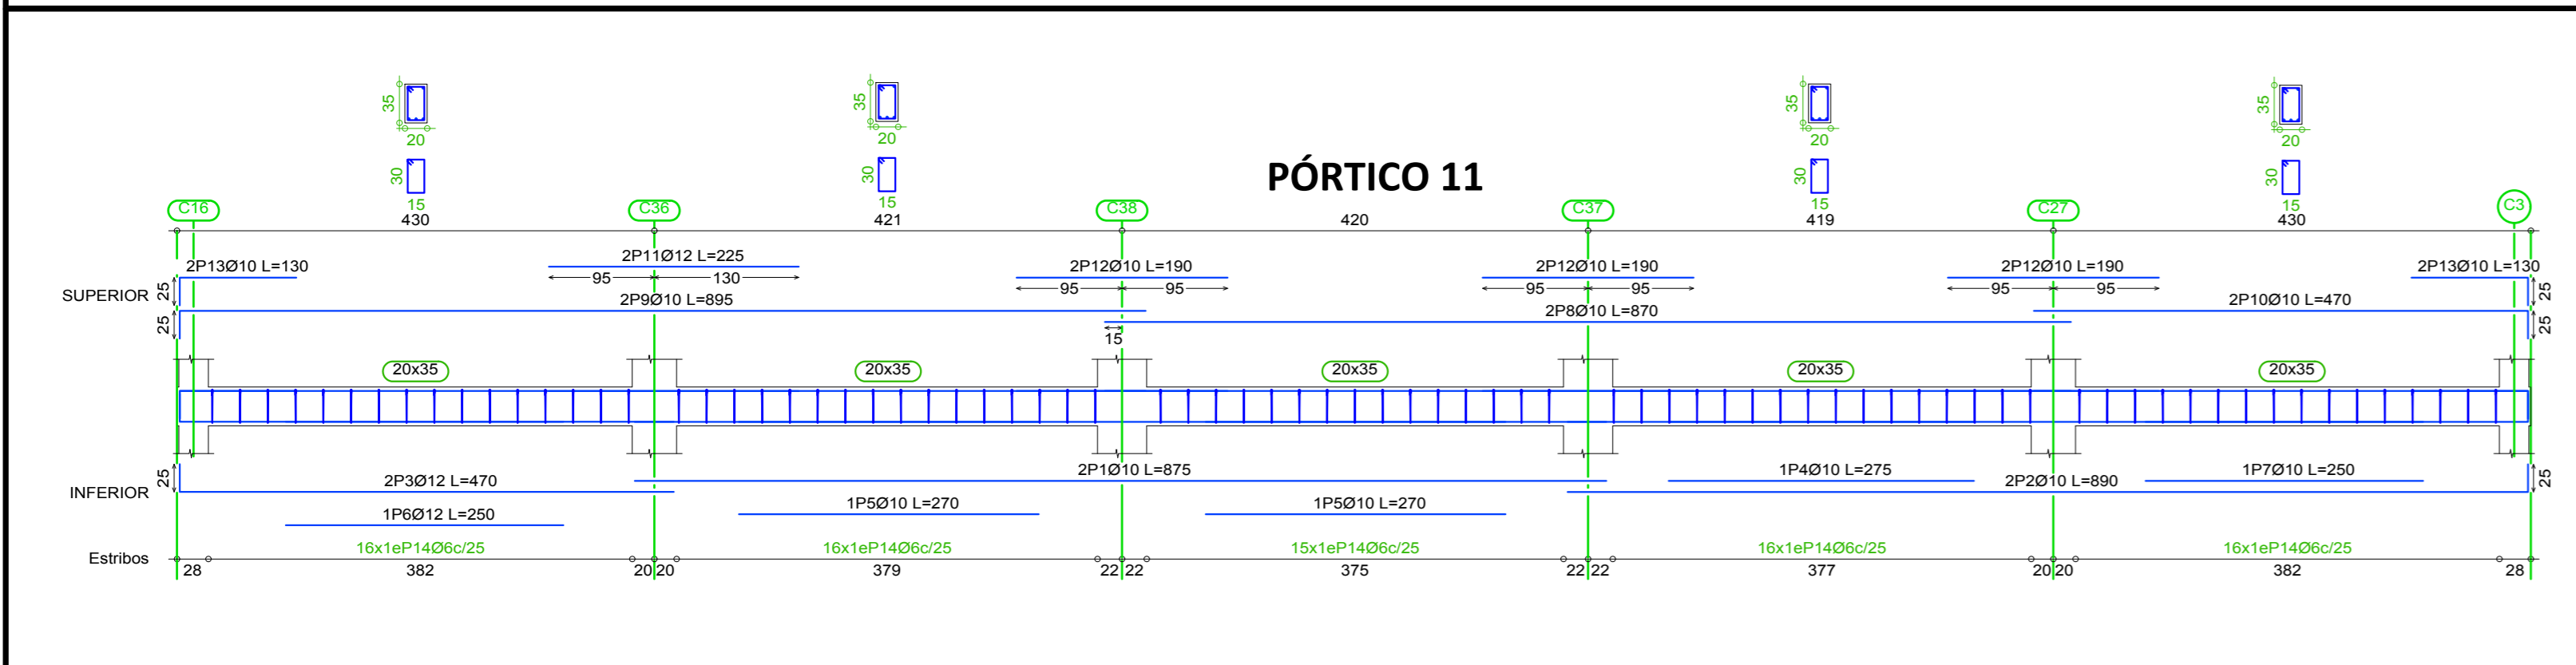 35 35 35 35
20 20 20 20
PÓRTICO 11
30 30 30 30
15 15 15 15
C16 C36 C38 C37 C27 C3
430 421 420 419 430
2P13Ø10 L=130 2P11Ø12 L=225 2P12Ø10 L=190 2P12Ø10 L=190 2P12Ø10 L=190 2P13Ø10 L=130
95 130 95 95 95 95 95 95
SUPERIOR 25 25
2P9Ø10 L=895 2P8Ø10 L=870 2P10Ø10 L=470
25 15 25
20x35 20x35 20x35 20x35 20x35
25 2P3Ø12 L=470 2P1Ø10 L=875 1P4Ø10 L=275 2P2Ø10 L=890 1P7Ø10 L=250 25
INFERIOR
1P6Ø12 L=250 1P5Ø10 L=270 1P5Ø10 L=270
16x1eP14Ø6c/25 16x1eP14Ø6c/25 15x1eP14Ø6c/25 16x1eP14Ø6c/25 16x1eP14Ø6c/25
Estribos
28 382 20 20 379 22 22 375 22 22 377 20 20 382 28